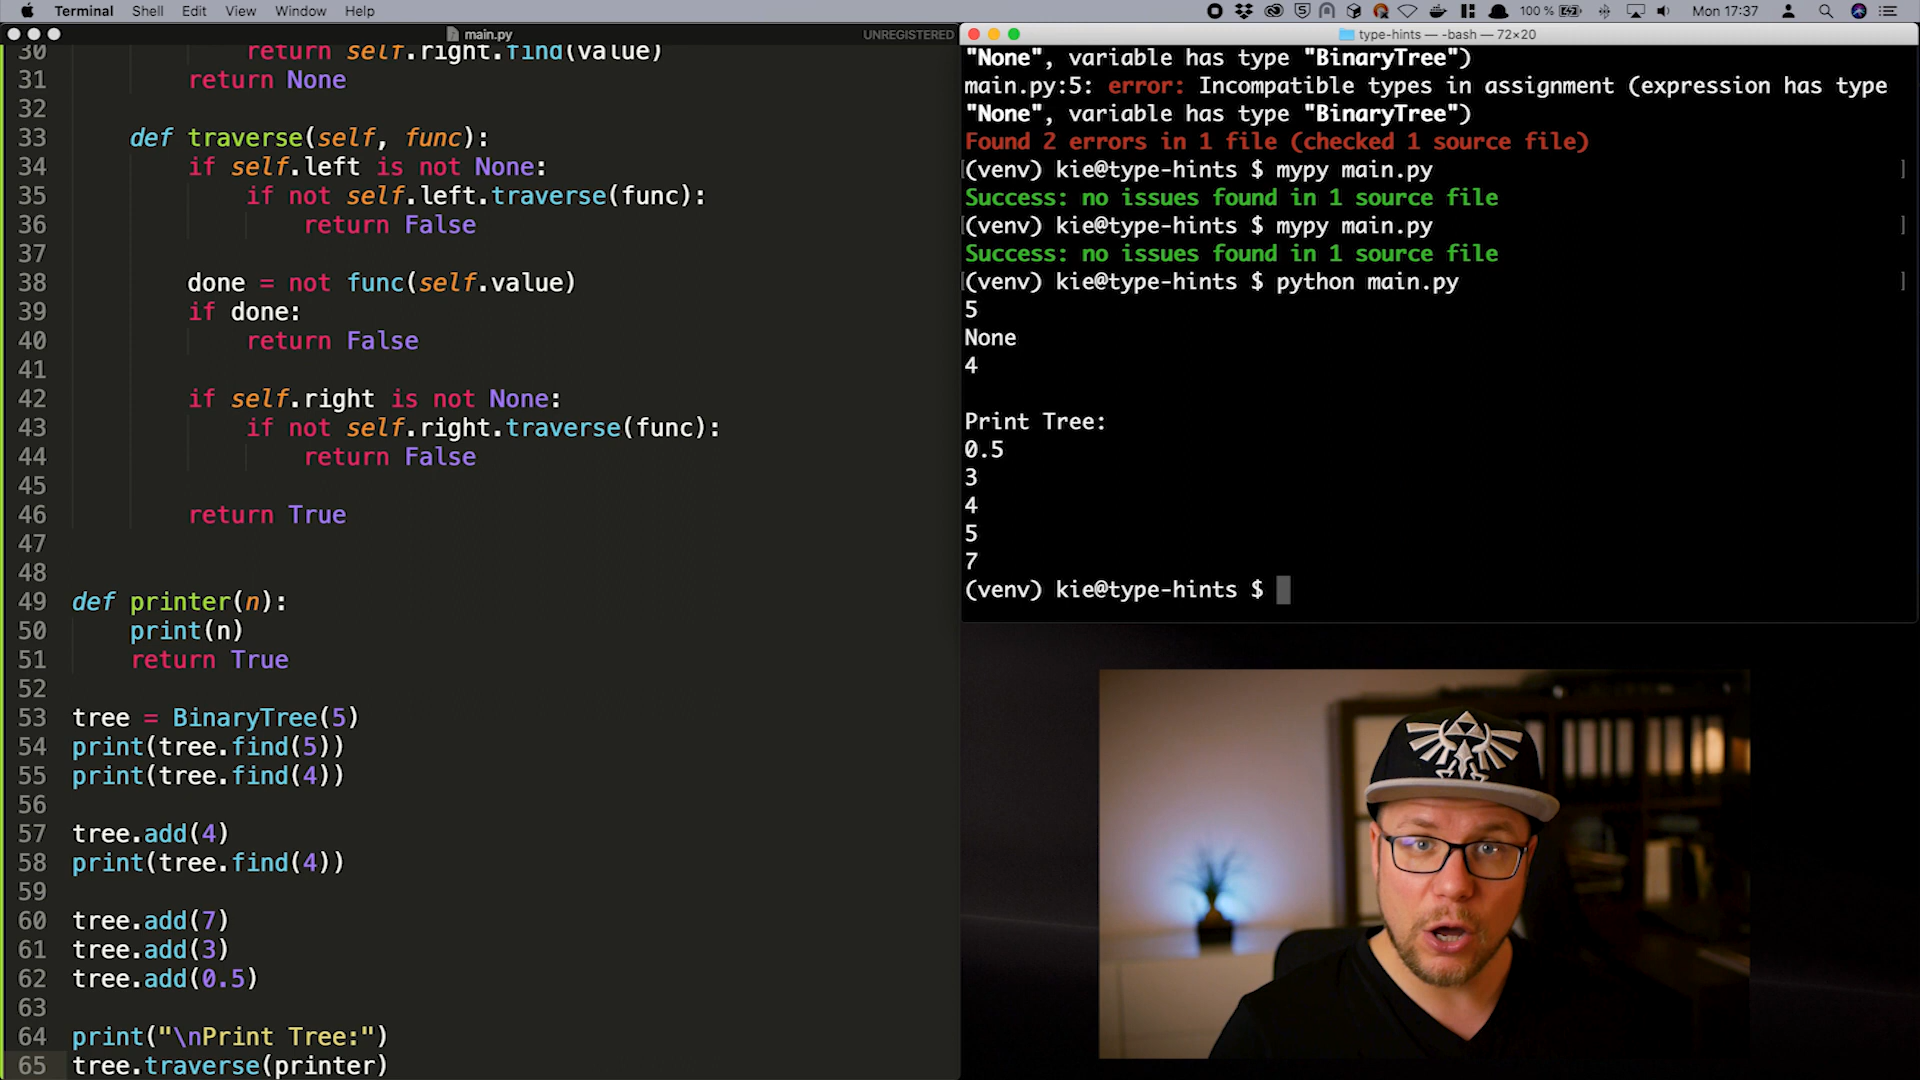 Terminal Shell Edit View Window Help
100 % Mon 17:37
main.py UNREGISTERED
30 return self.right.find(value)
31 return None
32
33 def traverse(self, func):
34 if self.left is not None:
35 if not self.left.traverse(func):
36 return False
37
38 done = not func(self.value)
39 if done:
40 return False
41
42 if self.right is not None:
43 if not self.right.traverse(func):
44 return False
45
46 return True
47
48
49 def printer(n):
50 print(n)
51 return True
52
53 tree = BinaryTree(5)
54 print(tree.find(5))
55 print(tree.find(4))
56
57 tree.add(4)
58 print(tree.find(4))
59
60 tree.add(7)
61 tree.add(3)
62 tree.add(0.5)
63
64 print("\nPrint Tree:")
65 tree.traverse(printer)
type-hints — -bash — 72×20
"None", variable has type "BinaryTree")
main.py:5: error: Incompatible types in assignment (expression has type
"None", variable has type "BinaryTree")
Found 2 errors in 1 file (checked 1 source file)
(venv) kie@type-hints $ mypy main.py
Success: no issues found in 1 source file
(venv) kie@type-hints $ mypy main.py
Success: no issues found in 1 source file
(venv) kie@type-hints $ python main.py
5
None
4
Print Tree:
0.5
3
4
5
7
(venv) kie@type-hints $